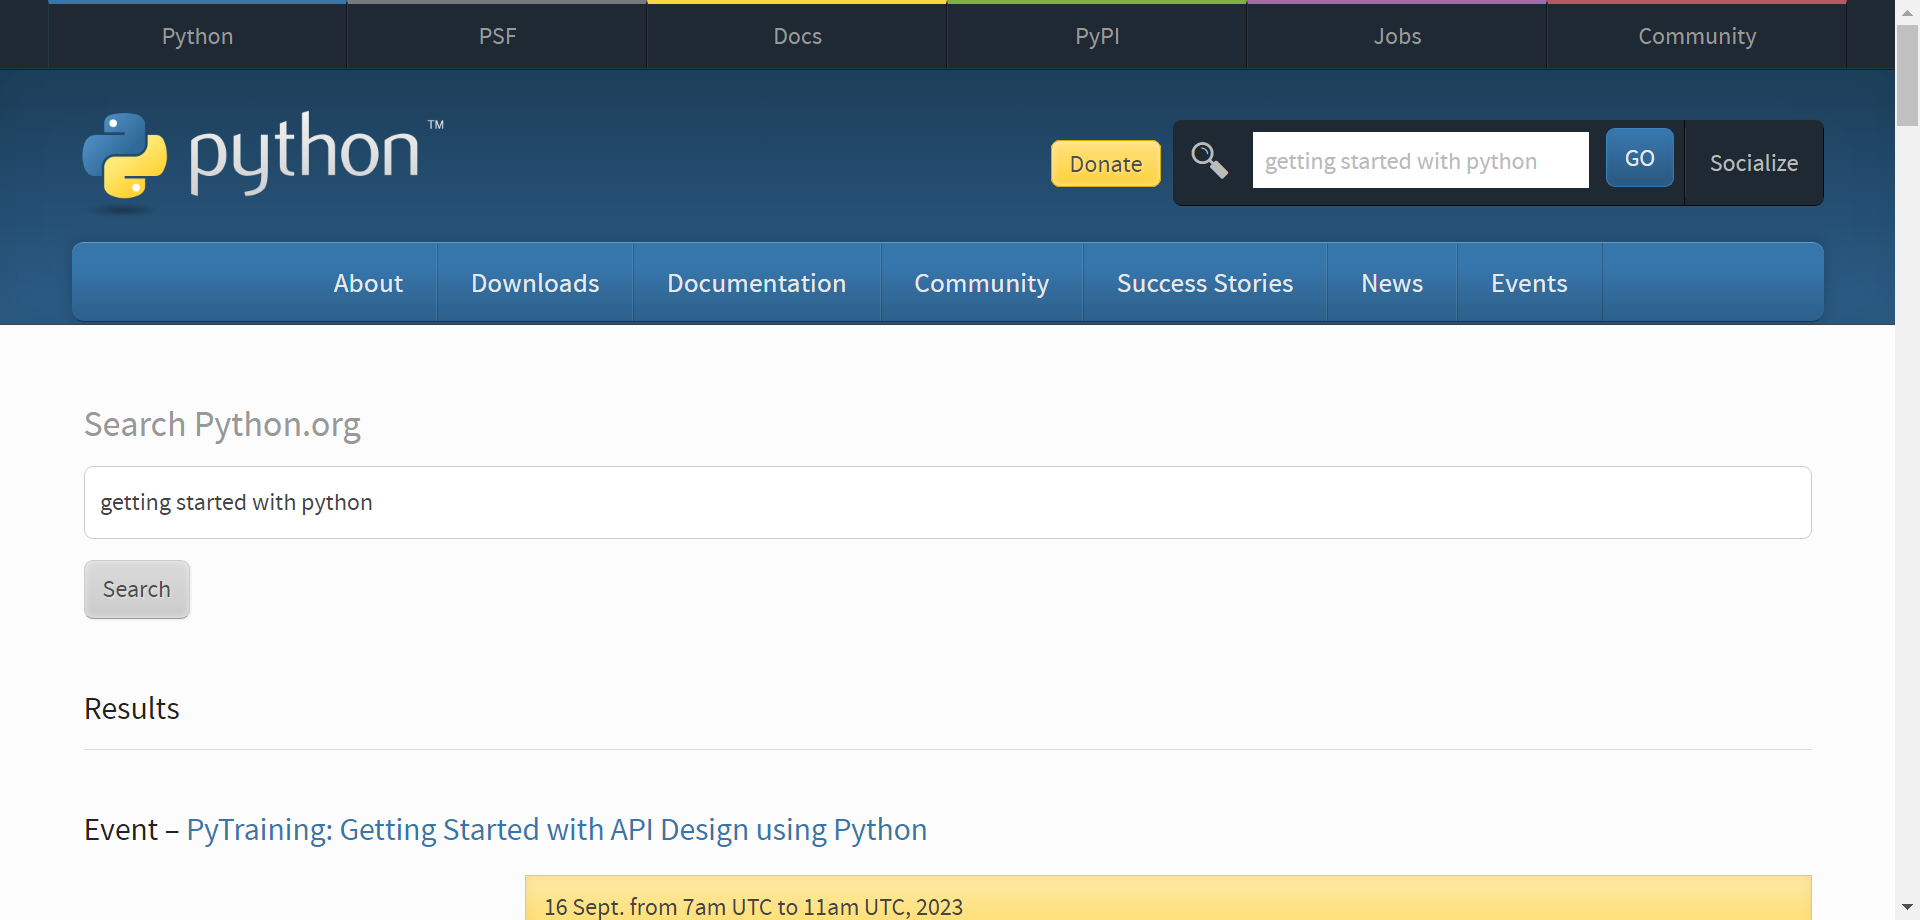 Python PSF Docs PyPI Jobs Community
python™
Donate getting started with python GO Socialize
About Downloads Documentation Community Success Stories News Events
Search Python.org
getting started with python
Search
Results
Event – PyTraining: Getting Started with API Design using Python
16 Sept. from 7am UTC to 11am UTC, 2023